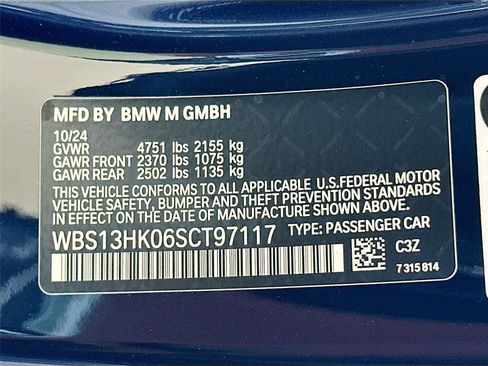 MFD BY BMW M GMBH
10/24
GVWR 4751 lbs 2155 kg
GAWR FRONT 2370 lbs 1075 kg
GAWR REAR 2502 lbs 1135 kg
THIS VEHICLE CONFORMS TO ALL APPLICABLE U.S.FEDERAL MOTOR
VEHICLE SAFETY, BUMPER AND THEFT PREVENTION STANDARDS
IN EFFECT ON THE DATE OF MANUFACTURE SHOWN ABOVE.
WBS13HK06SCT97117 TYPE: PASSENGER CAR
C3Z
7 315 814